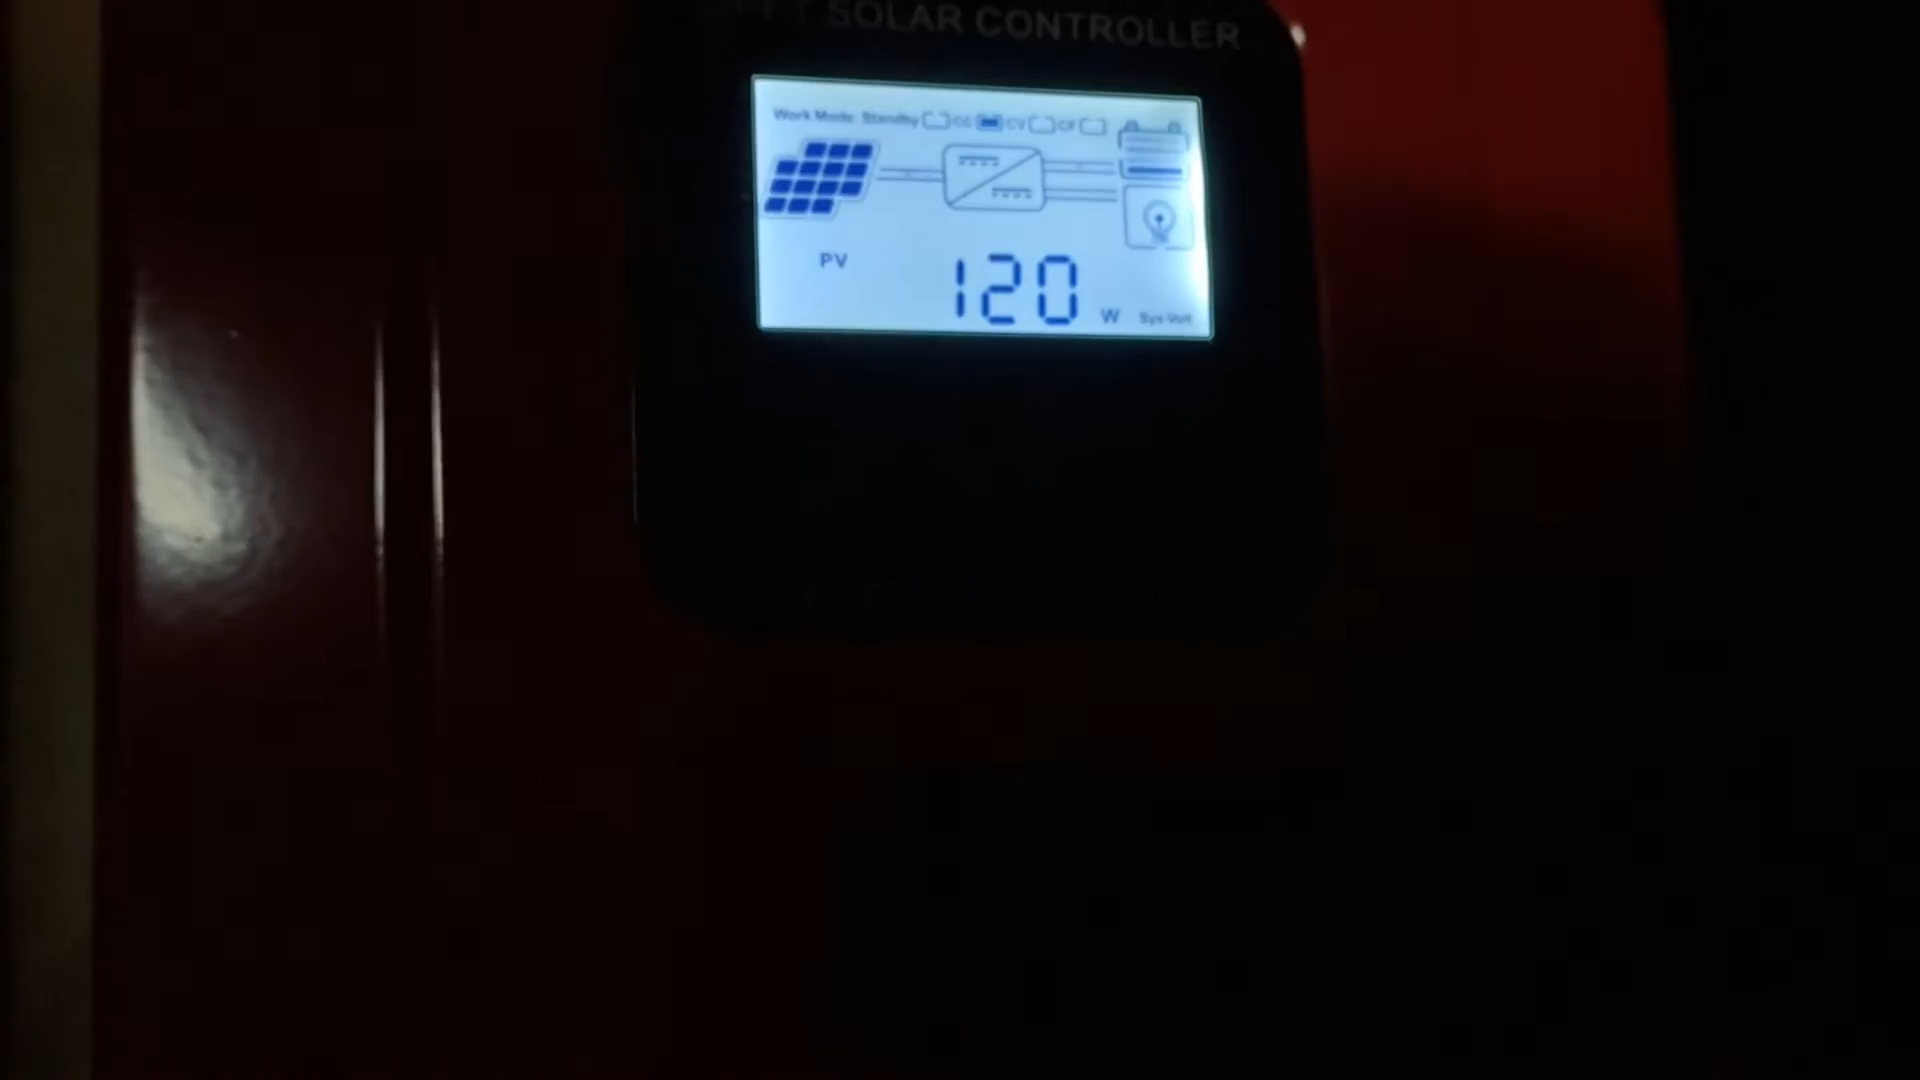 SOLAR CONTROLLER
Work Mode: Standby CC CV CF
PV
120 W Sys Volt